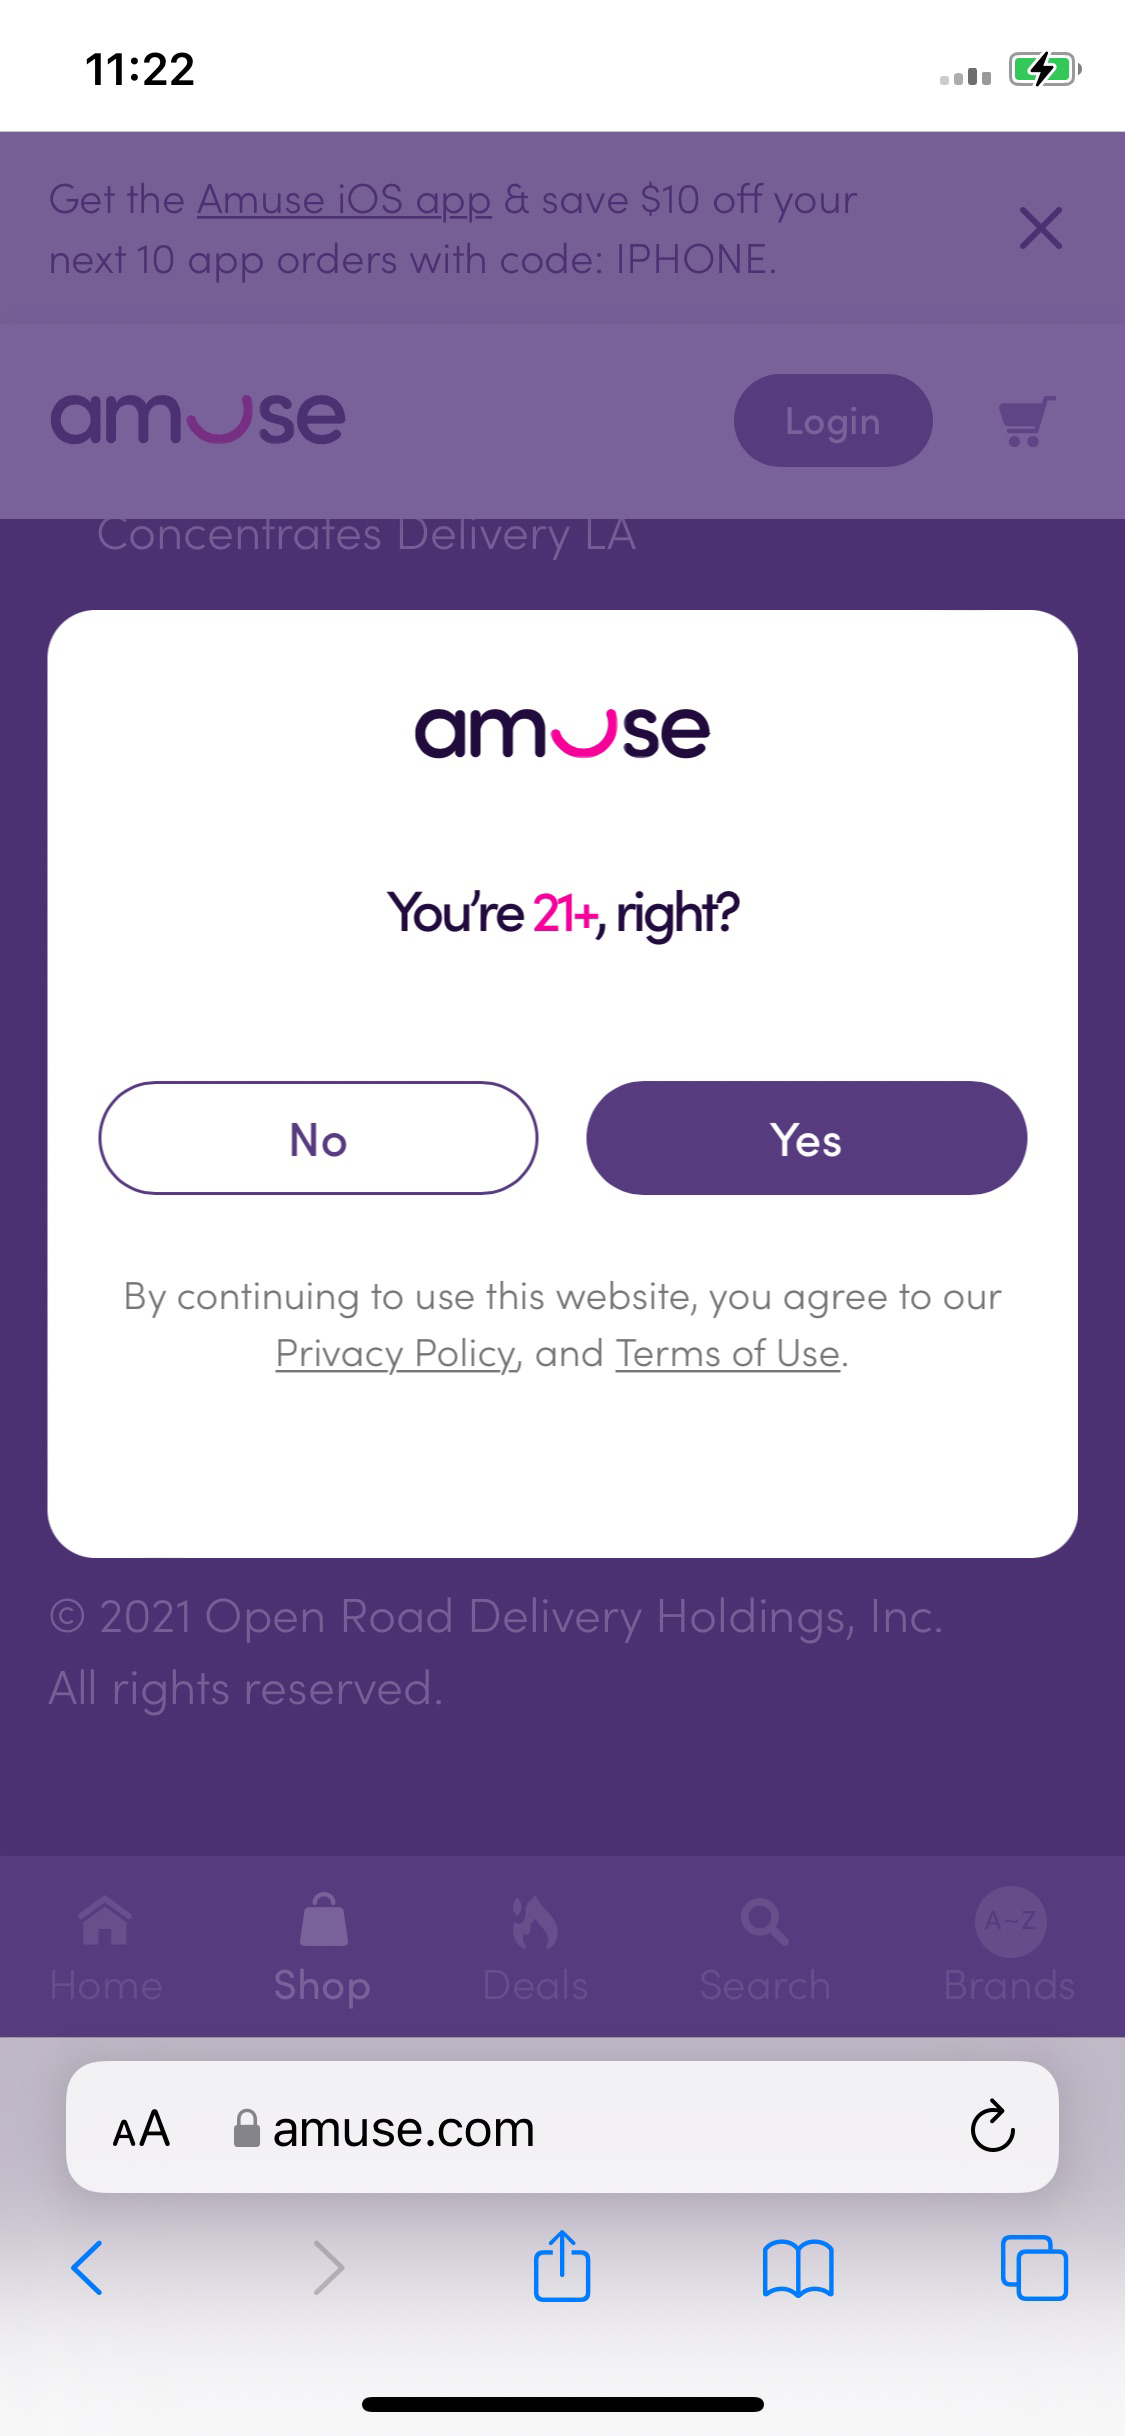 11:22
Get the Amuse iOS app & save $10 off your
next 10 app orders with code: IPHONE.
amuse
Login
Concentrates Delivery LA
amuse
You're 21+, right?
No
Yes
By continuing to use this website, you agree to our
Privacy Policy, and Terms of Use.
© 2021 Open Road Delivery Holdings, Inc.
All rights reserved.
A~Z
Home Shop Deals Search Brands
AA amuse.com